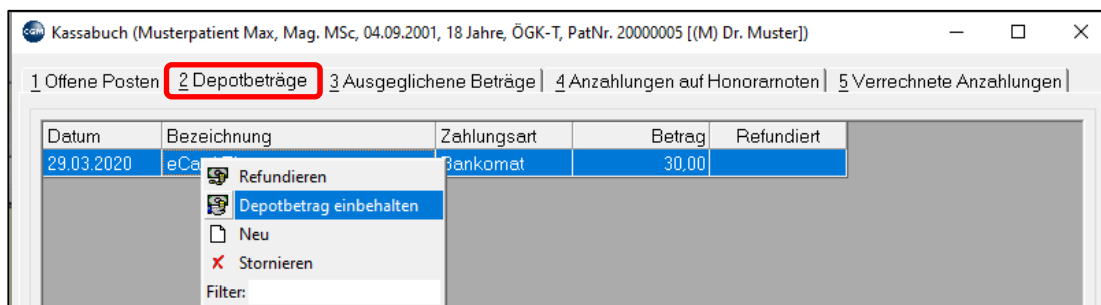 CGM Kassabuch (Musterpatient Max, Mag. MSc, 04.09.2001, 18 Jahre, ÖGK-T, PatNr. 20000005 [(M) Dr. Muster])
1 Offene Posten 2 Depotbeträge 3 Ausgeglichene Beträge 4 Anzahlungen auf Honorarnoten 5 Verrechnete Anzahlungen
Datum Bezeichnung Zahlungsart Betrag Refundiert
29.03.2020 Bankomat 30,00
Refundieren
Depotbetrag einbehalten
Neu
Stornieren
Filter: